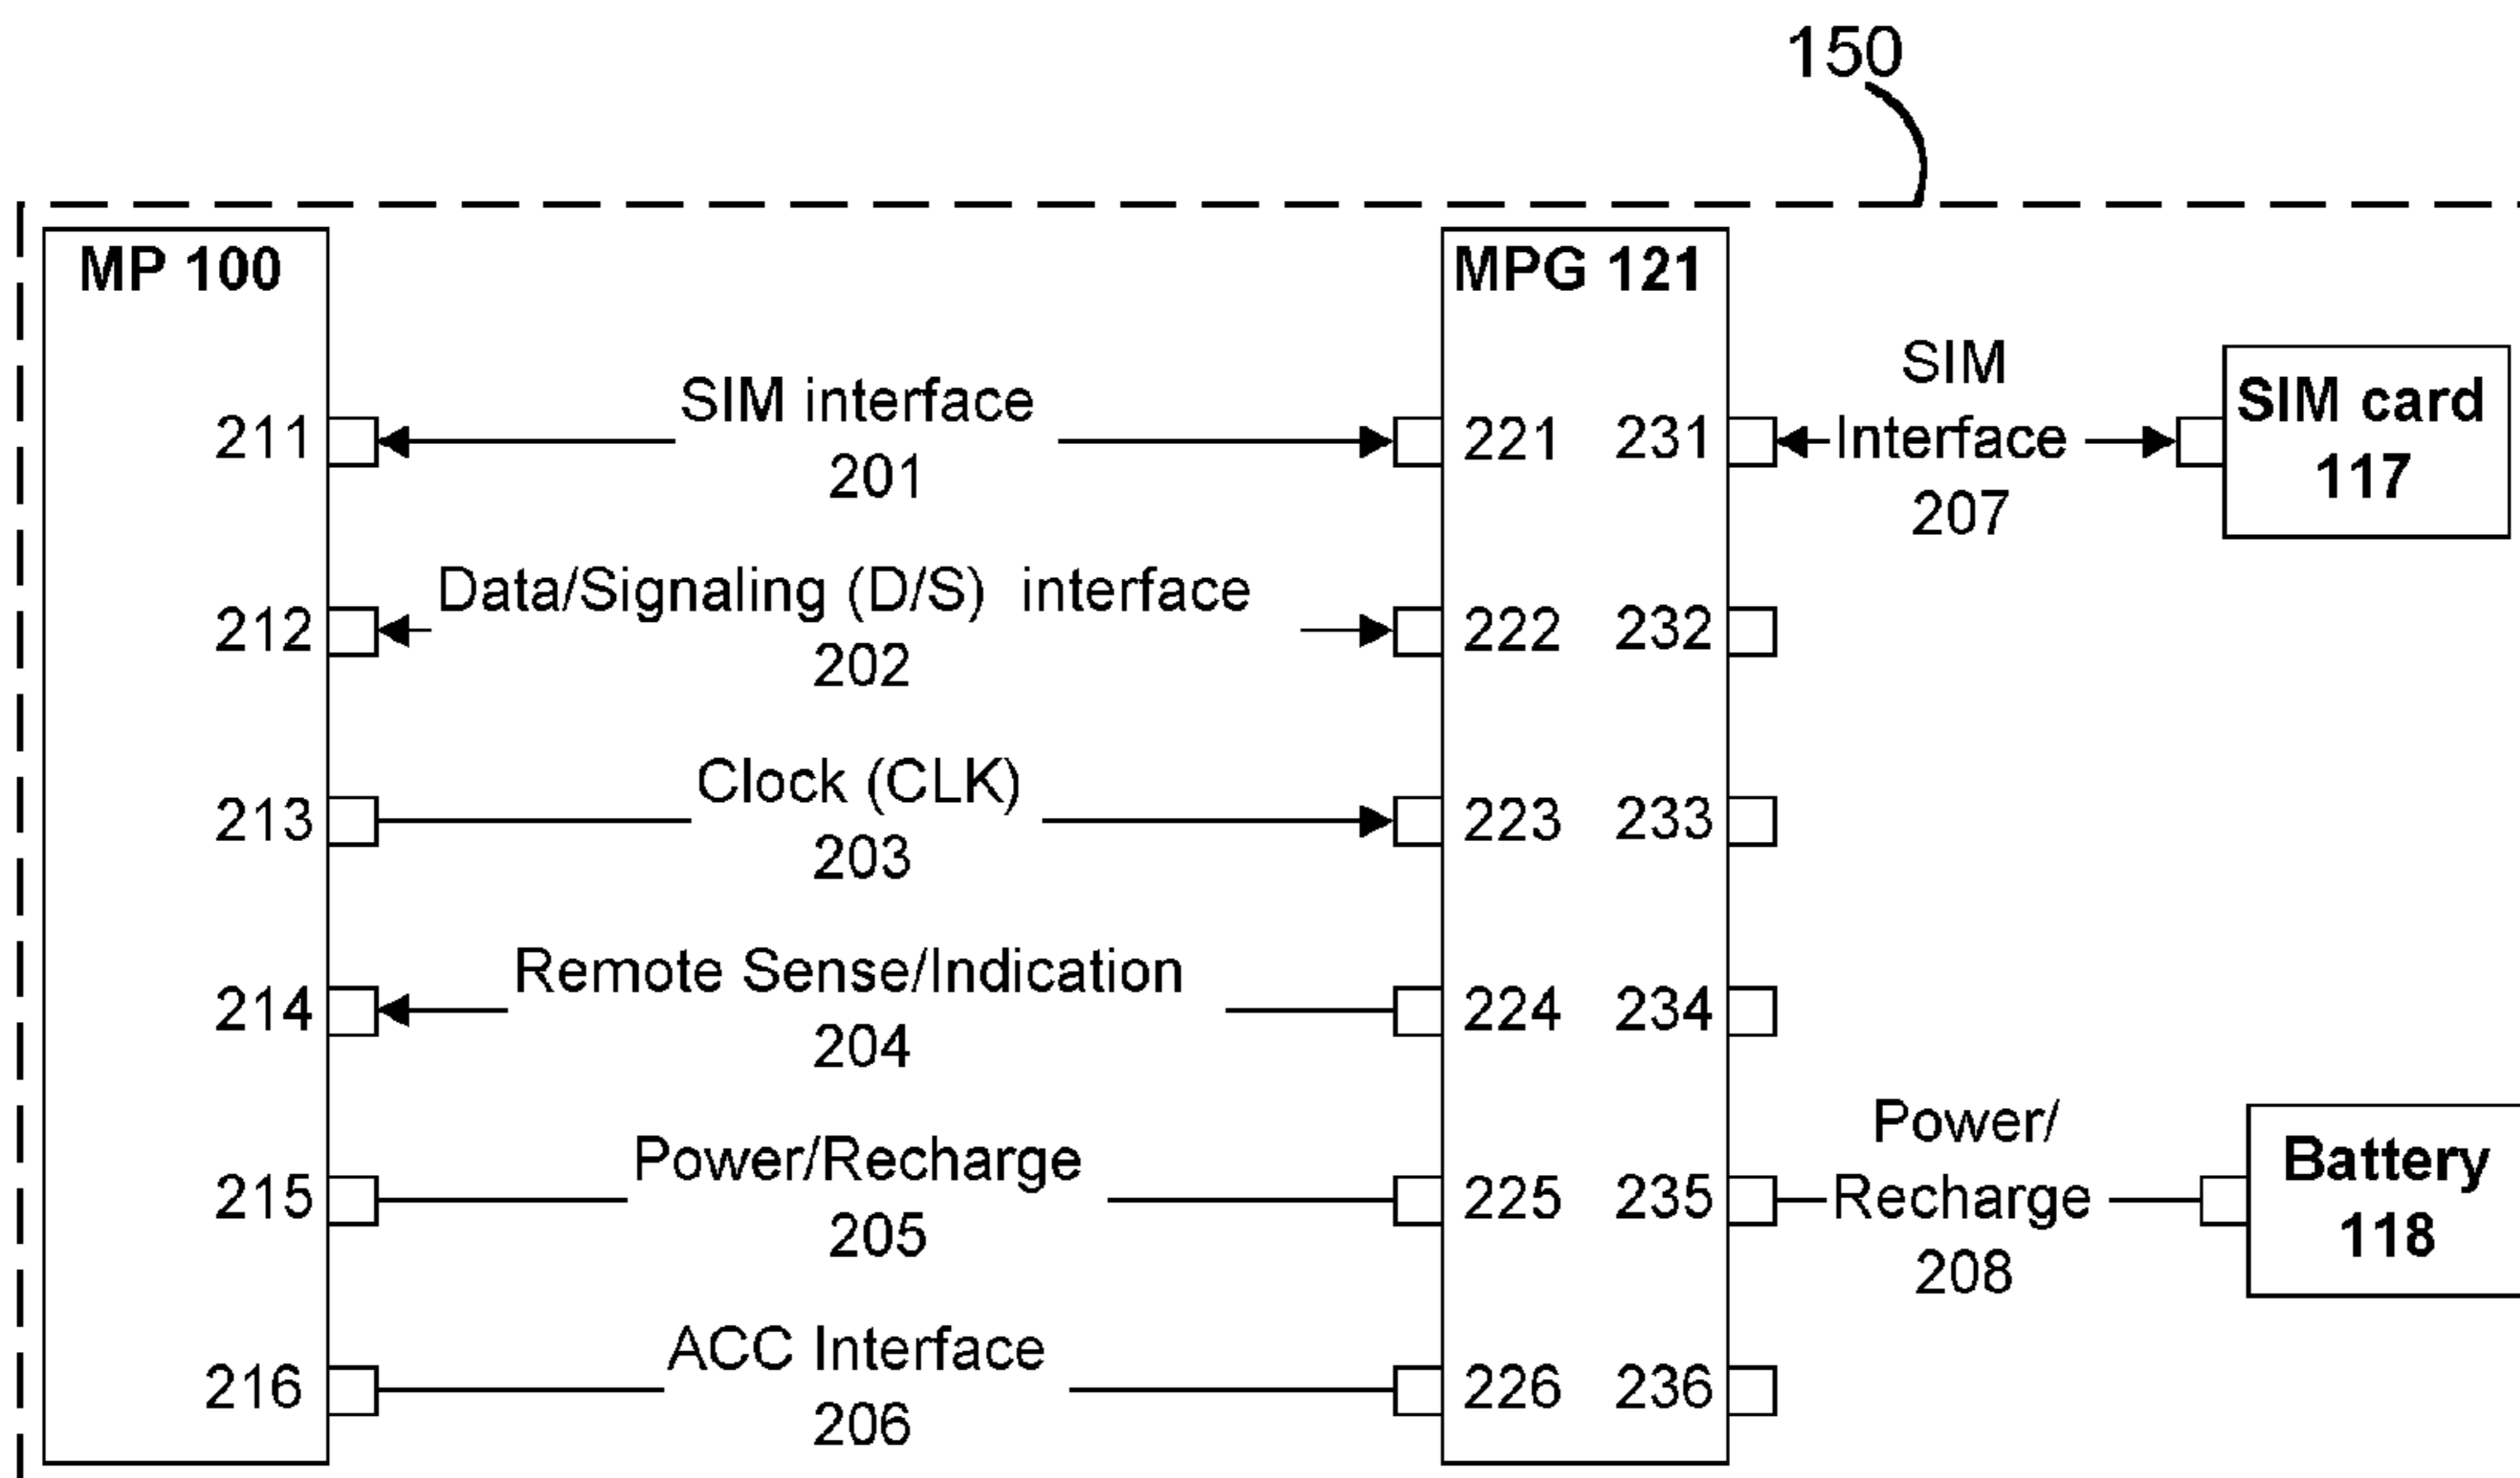 150
MP 100
MPG 121
211
SIM interface
201
221
231
SIM
Interface
207
SIM card
117
212
Data/Signaling (D/S) interface
202
222
232
213
Clock (CLK)
203
223
233
214
Remote Sense/Indication
204
224
234
215
Power/Recharge
205
225
235
Power/
Recharge
208
Battery
118
216
ACC Interface
206
226
236